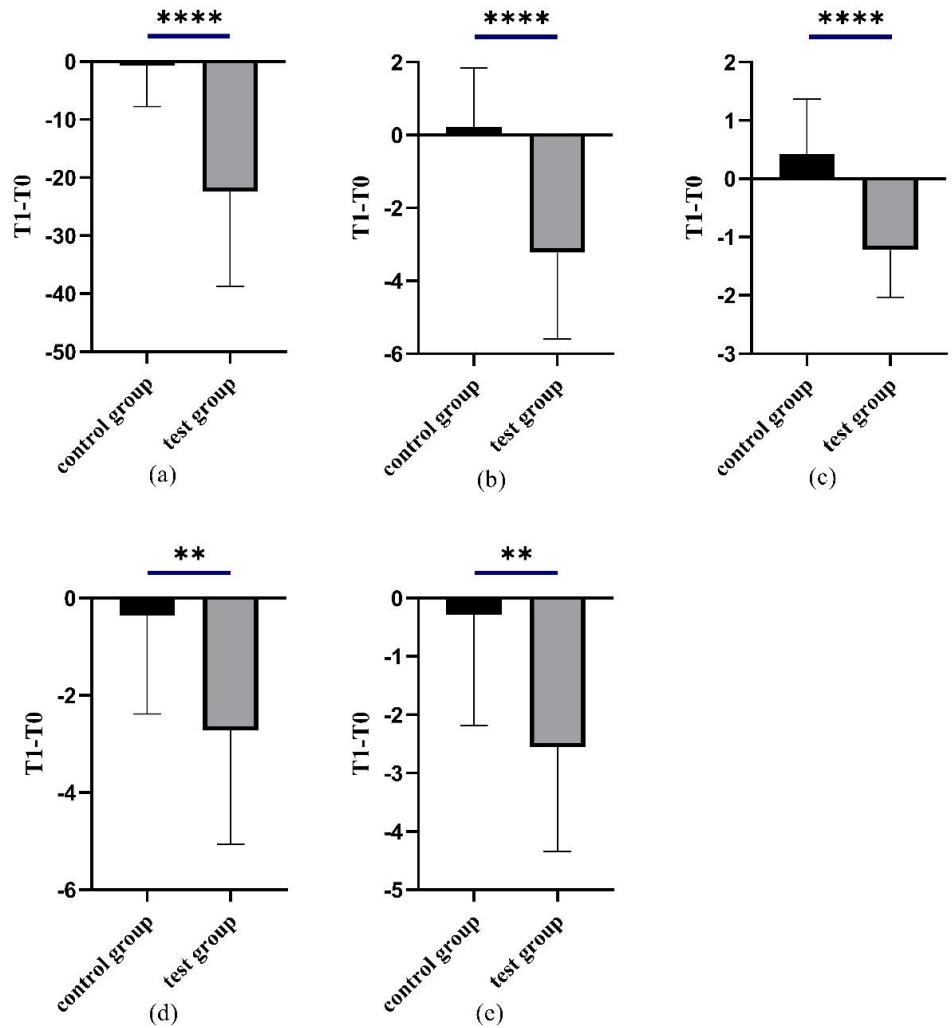 **** **** ****
0 -10 -20 -30 -40 -50
T1-T0
control group test group
(a)
2 0 -2 -4 -6
T1-T0
control group test group
(b)
2 1 0 -1 -2 -3
T1-T0
control group test group
(c)
** **
0 -2 -4 -6
T1-T0
control group test group
(d)
0 -1 -2 -3 -4 -5
T1-T0
control group test group
(e)